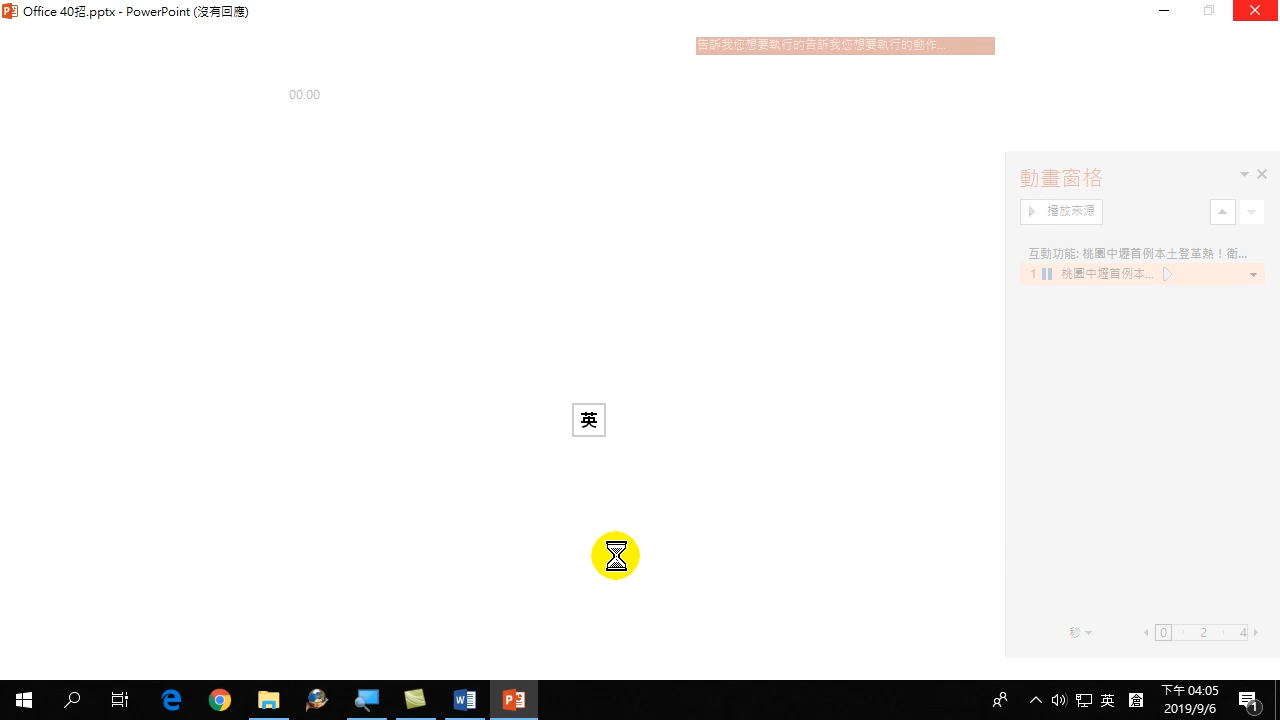 Office 40招.pptx - PowerPoint (沒有回應)
告訴我您想要執行的告訴我您想要執行的動作...
00.00
動畫窗格
播放來源
互動功能: 桃園中壢首例本土登革熱！衛...
1 桃園中壢首例本...
英
秒 0 2 4
英 下午 04:05
2019/9/6
1